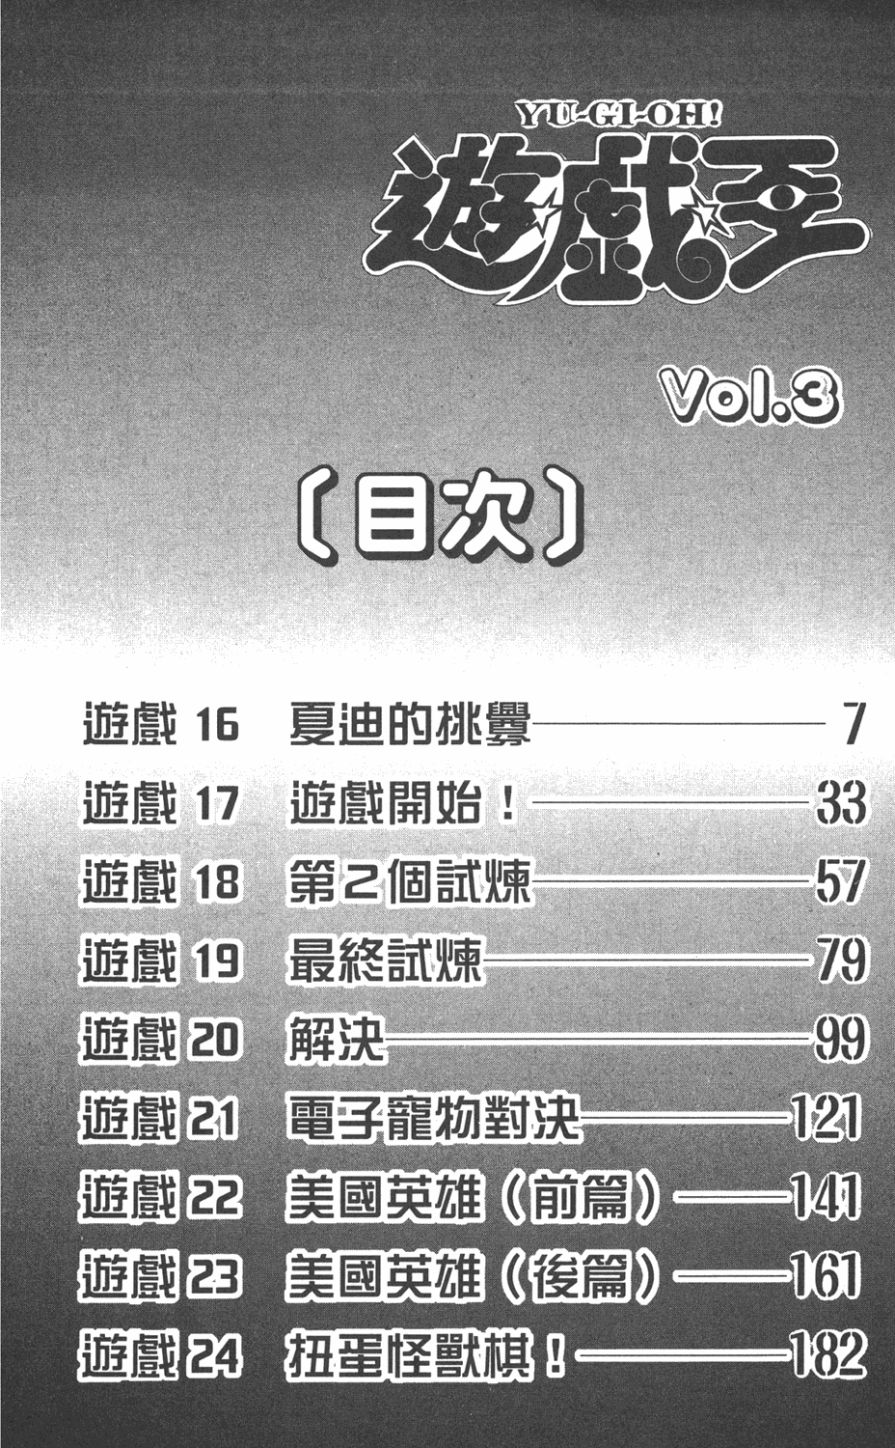 YU-GI-OH!
遊戲王
Vol.3
〔目次〕
遊戲 16 夏迪的挑釁 7
遊戲 17 遊戲開始！ 33
遊戲 18 第2個試煉 57
遊戲 19 最終試煉 79
遊戲 20 解決 99
遊戲 21 電子寵物對決 121
遊戲 22 美國英雄（前篇） 141
遊戲 23 美國英雄（後篇） 161
遊戲 24 扭蛋怪獸棋！ 182